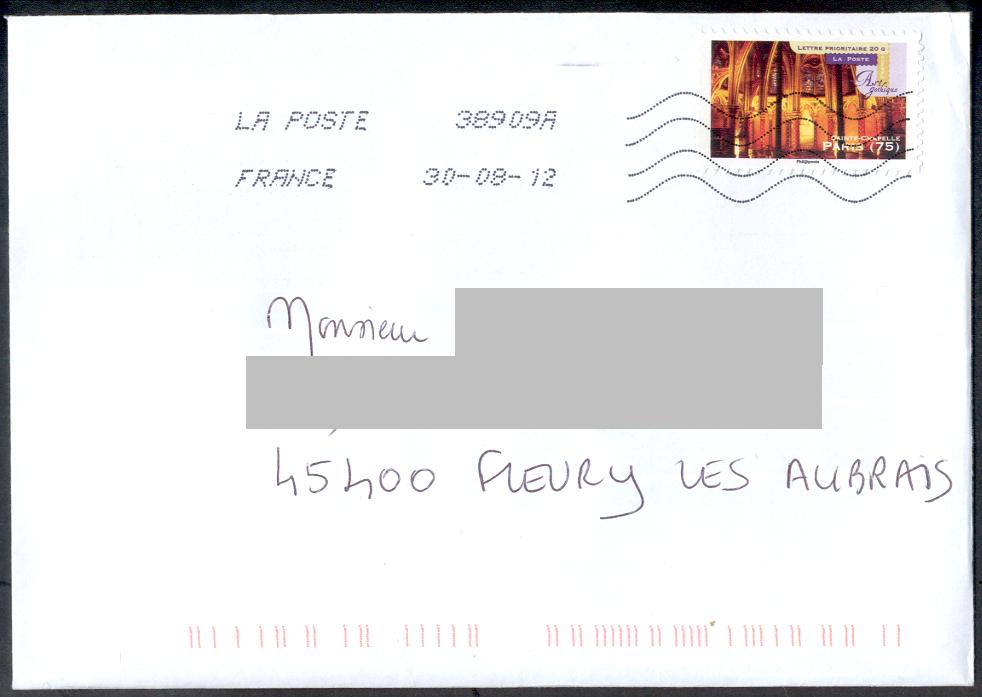 LETTRE PRIORITAIRE 20 G
LA POSTE
Arts gothique
SAINTE-CHAPELLE
PARIS (75)
Phil@poste
LA POSTE 38909A
FRANCE 30-08-12
Monsieur
45400 FLEURY LES AUBRAIS